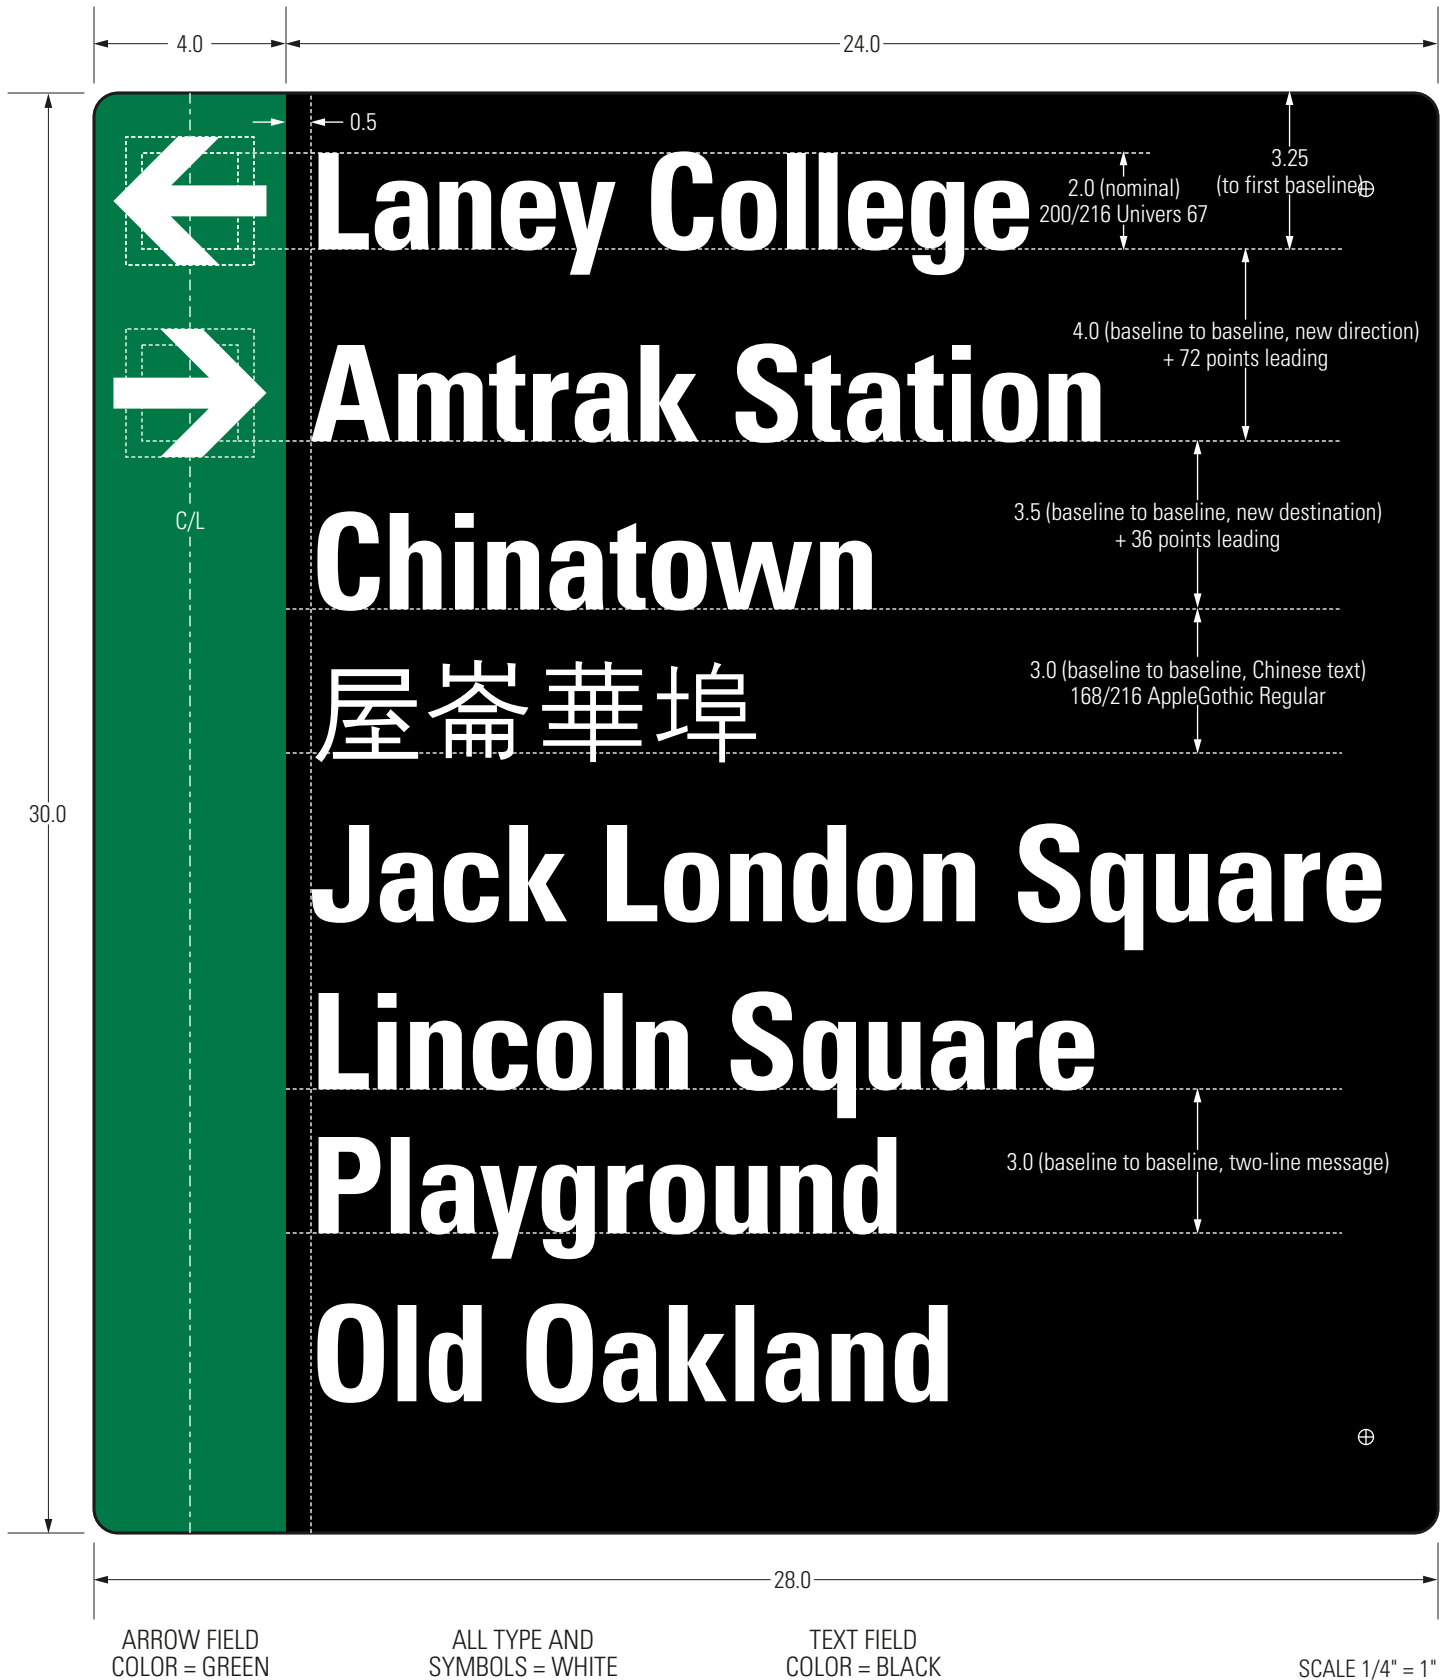 4.0
24.0
0.5
Laney College
2.0 (nominal)
200/216 Univers 67
3.25
(to first baseline)
Amtrak Station
4.0 (baseline to baseline, new direction)
+ 72 points leading
C/L
Chinatown
3.5 (baseline to baseline, new destination)
+ 36 points leading
屋崙華埠
3.0 (baseline to baseline, Chinese text)
168/216 AppleGothic Regular
30.0
Jack London Square
Lincoln Square
Playground
3.0 (baseline to baseline, two-line message)
Old Oakland
28.0
ARROW FIELD
COLOR = GREEN
ALL TYPE AND
SYMBOLS = WHITE
TEXT FIELD
COLOR = BLACK
SCALE 1/4" = 1"